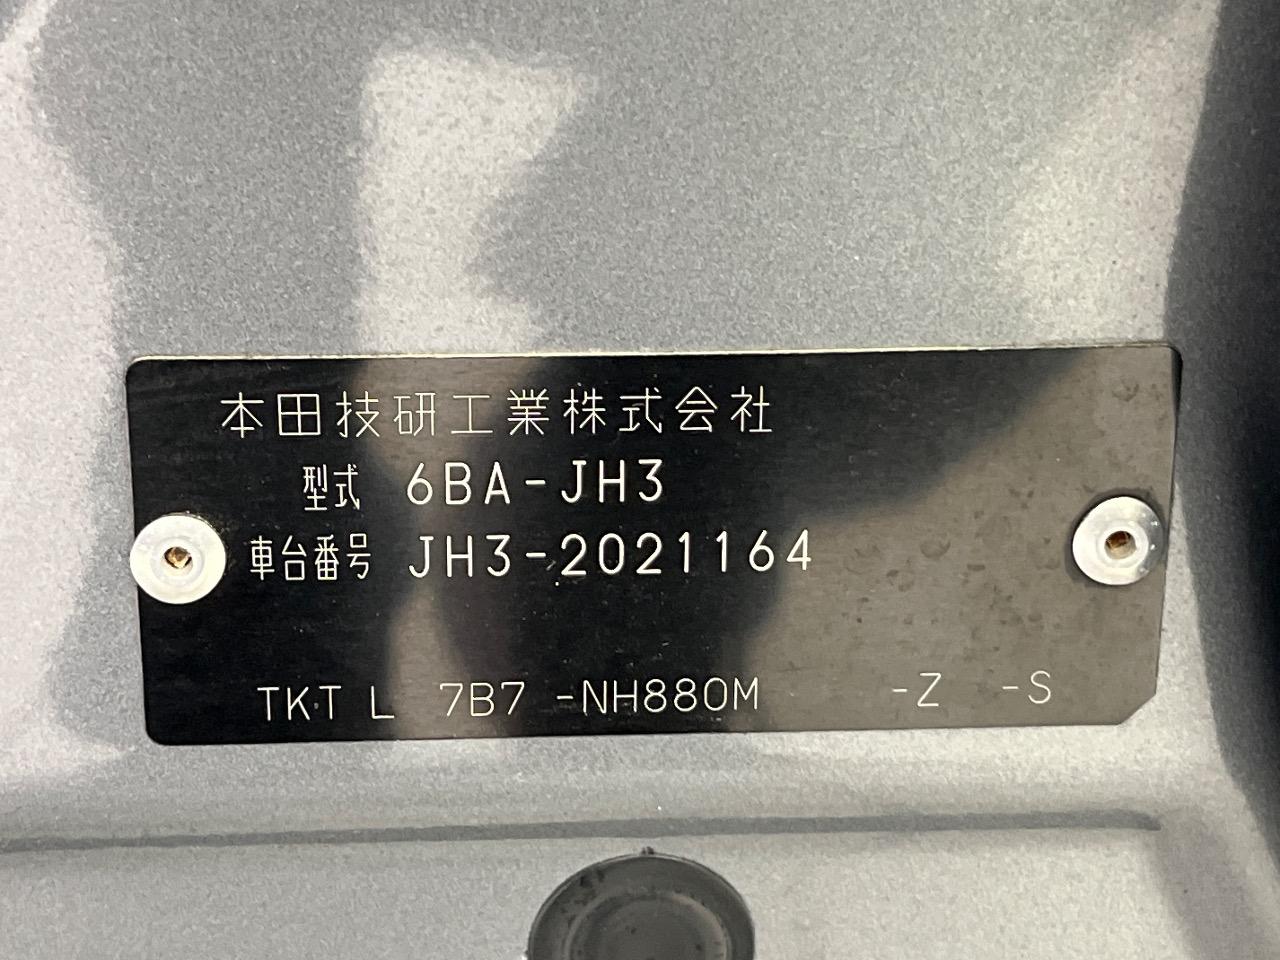 本田技研工業株式会社
型式 6BA-JH3
車台番号 JH3-2021164
TKT L 7B7 -NH880M -Z -S